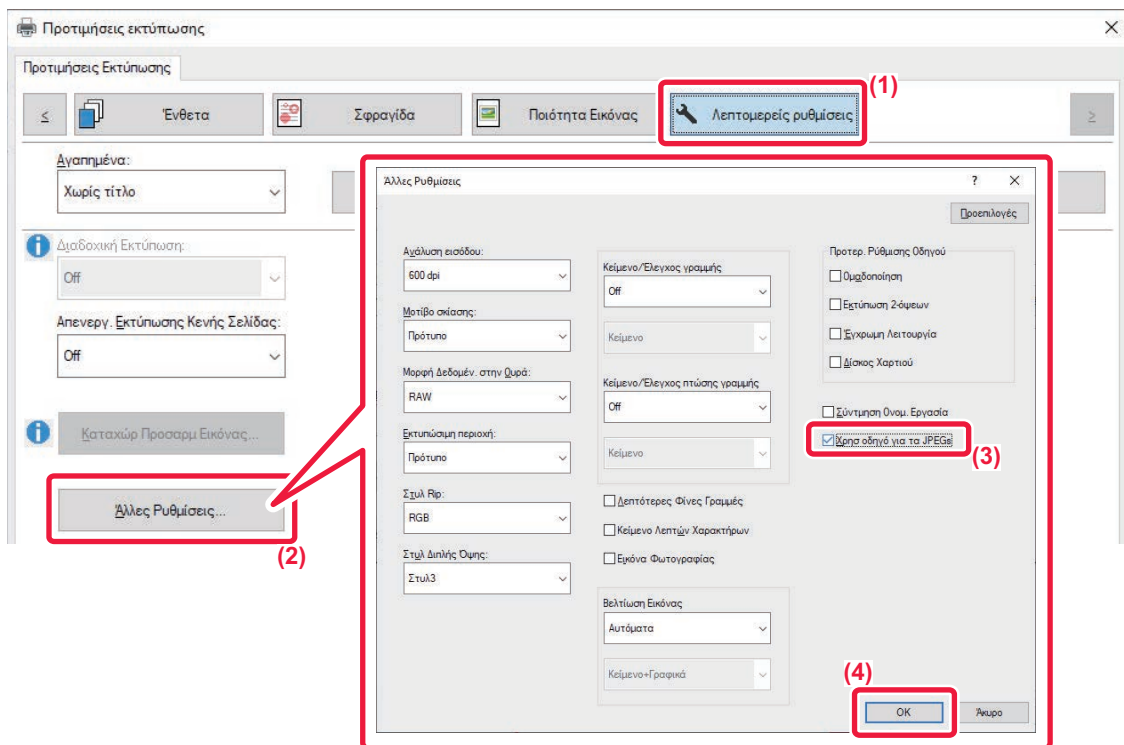 Προτιμήσεις εκτύπωσης
Προτιμήσεις Εκτύπωσης
(1)
< Ένθετα Σφραγίδα Ποιότητα Εικόνας Λεπτομερείς ρυθμίσεις >
Αγαπημένα:
Χωρίς τίτλο
Διαδοχική Εκτύπωση:
Off
Απενεργ. Εκτύπωσης Κενής Σελίδας:
Off
Καταχώρ Προσαρμ Εικόνας...
Άλλες Ρυθμίσεις...
(2)
Άλλες Ρυθμίσεις ?
Προεπιλογές
Ανάλυση εισόδου:
600 dpi
Μοτίβο σκίασης:
Πρότυπο
Μορφή Δεδομέν. στην Ουρά:
RAW
Εκτυπώσιμη περιοχή:
Πρότυπο
Στυλ Rip:
RGB
Στυλ Διπλής Όψης:
Στυλ3
Κείμενο/Έλεγχος γραμμής
Off
Κείμενο
Κείμενο/Έλεγχος πτώσης γραμμής
Off
Κείμενο
Λεπτότερες Φίνες Γραμμές
Κείμενο Λεπτών Χαρακτήρων
Εικόνα Φωτογραφίας
Βελτίωση Εικόνας
Αυτόματα
Κείμενο+Γραφικά
Προτερ. Ρύθμισης Οδηγού
Ομαδοποίηση
Εκτύπωση 2-όψεων
Έγχρωμη Λειτουργία
Δίσκος Χαρτιού
Σύντμηση Ονομ. Εργασία
Χρησ οδηγό για τα JPEGs
(3)
(4)
OK Άκυρο